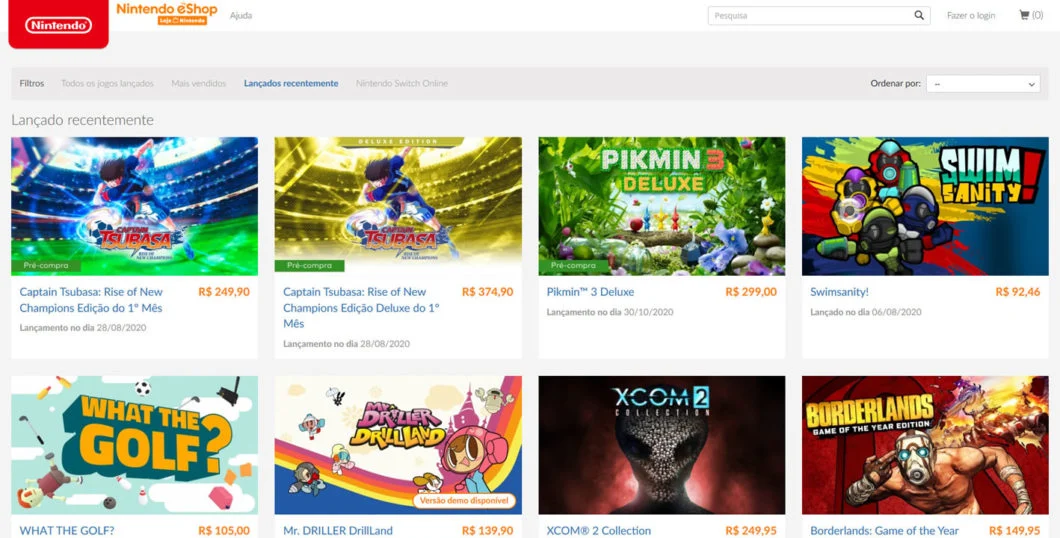 Nintendo
Nintendo eShop
Loja Nintendo
Ajuda
Pesquisa
Fazer o login
(0)
Filtros
Todos os jogos lançados
Mais vendidos
Lançados recentemente
Nintendo Switch Online
Ordenar por:
--
Lançado recentemente
CAPTAIN
TSUBASA
RISE OF
NEW CHAMPIONS
Pré-compra
DELUXE EDITION
CAPTAIN
TSUBASA
RISE OF
NEW CHAMPIONS
Pré-compra
PIKMIN 3
DELUXE
Pré-compra
SWIM
SANITY!
Captain Tsubasa: Rise of New
Champions Edição do 1º Mês
R$ 249,90
Lançamento no dia 28/08/2020
Captain Tsubasa: Rise of New
Champions Edição Deluxe do 1º
Mês
R$ 374,90
Lançamento no dia 28/08/2020
Pikmin™ 3 Deluxe
R$ 299,00
Lançamento no dia 30/10/2020
Swimsanity!
R$ 92,46
Lançado no dia 06/08/2020
WHAT THE
GOLF?
MR. DRILLER
DRILLLAND
Versão demo disponível
XCOM 2
COLLECTION
BORDERLANDS
GAME OF THE YEAR EDITION
WHAT THE GOLF?
R$ 105,00
Mr. DRILLER DrillLand
R$ 139,90
XCOM® 2 Collection
R$ 249,95
Borderlands: Game of the Year
R$ 149,95